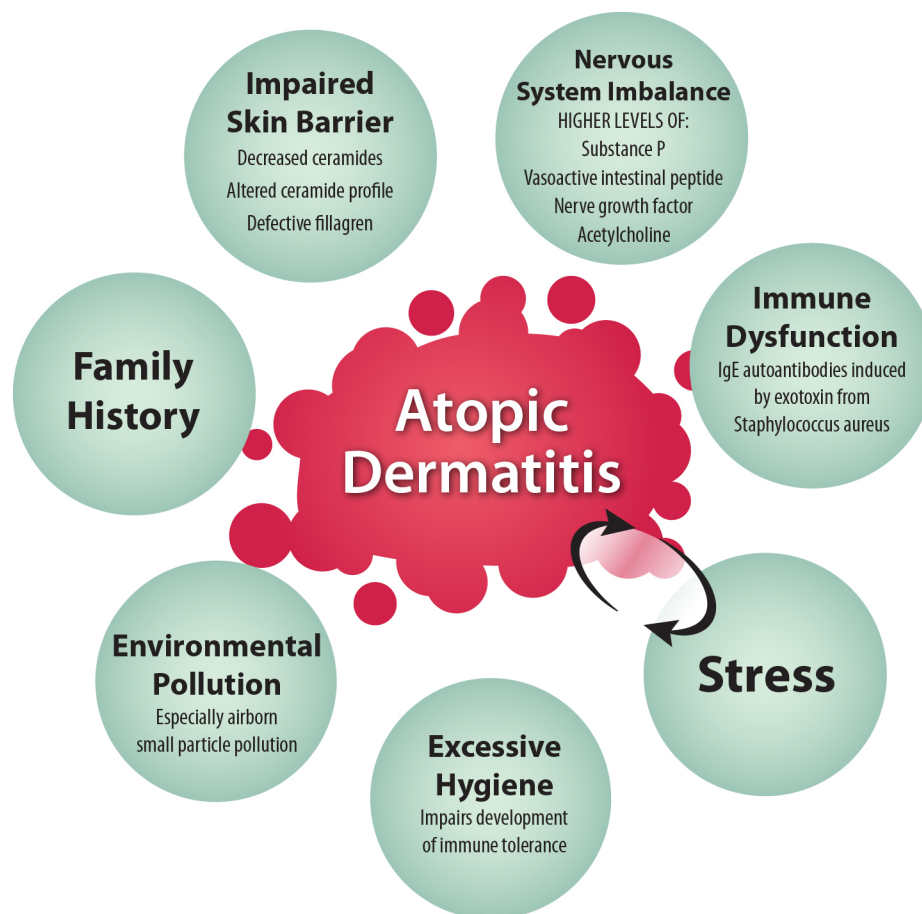 Impaired
Skin Barrier
Decreased ceramides
Altered ceramide profile
Defective fillagren
Nervous
System Imbalance
HIGHER LEVELS OF:
Substance P
Vasoactive intestinal peptide
Nerve growth factor
Acetylcholine
Immune
Dysfunction
IgE autoantibodies induced
by exotoxin from
Staphylococcus aureus
Family
History
Atopic
Dermatitis
Environmental
Pollution
Especially airborn
small particle pollution
Excessive
Hygiene
Impairs development
of immune tolerance
Stress